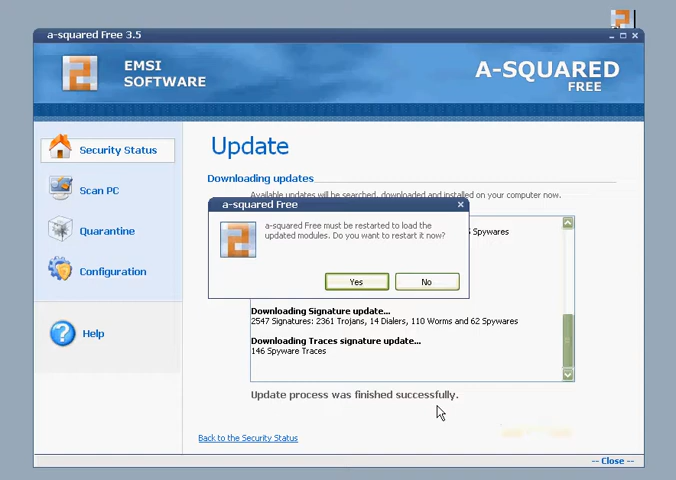 a-squared Free 3.5
EMSI
SOFTWARE
A-SQUARED
FREE
Security Status
Scan PC
Quarantine
Configuration
Help
Update
Downloading updates
Available updates will be searched, downloaded and installed on your computer now.
Spywares
a-squared Free
a-squared Free must be restarted to load the
updated modules. Do you want to restart it now?
Yes
No
Downloading Signature update...
2547 Signatures: 2361 Trojans, 14 Dialers, 110 Worms and 62 Spywares
Downloading Traces signature update...
146 Spyware Traces
Update process was finished successfully.
Back to the Security Status
-- Close --